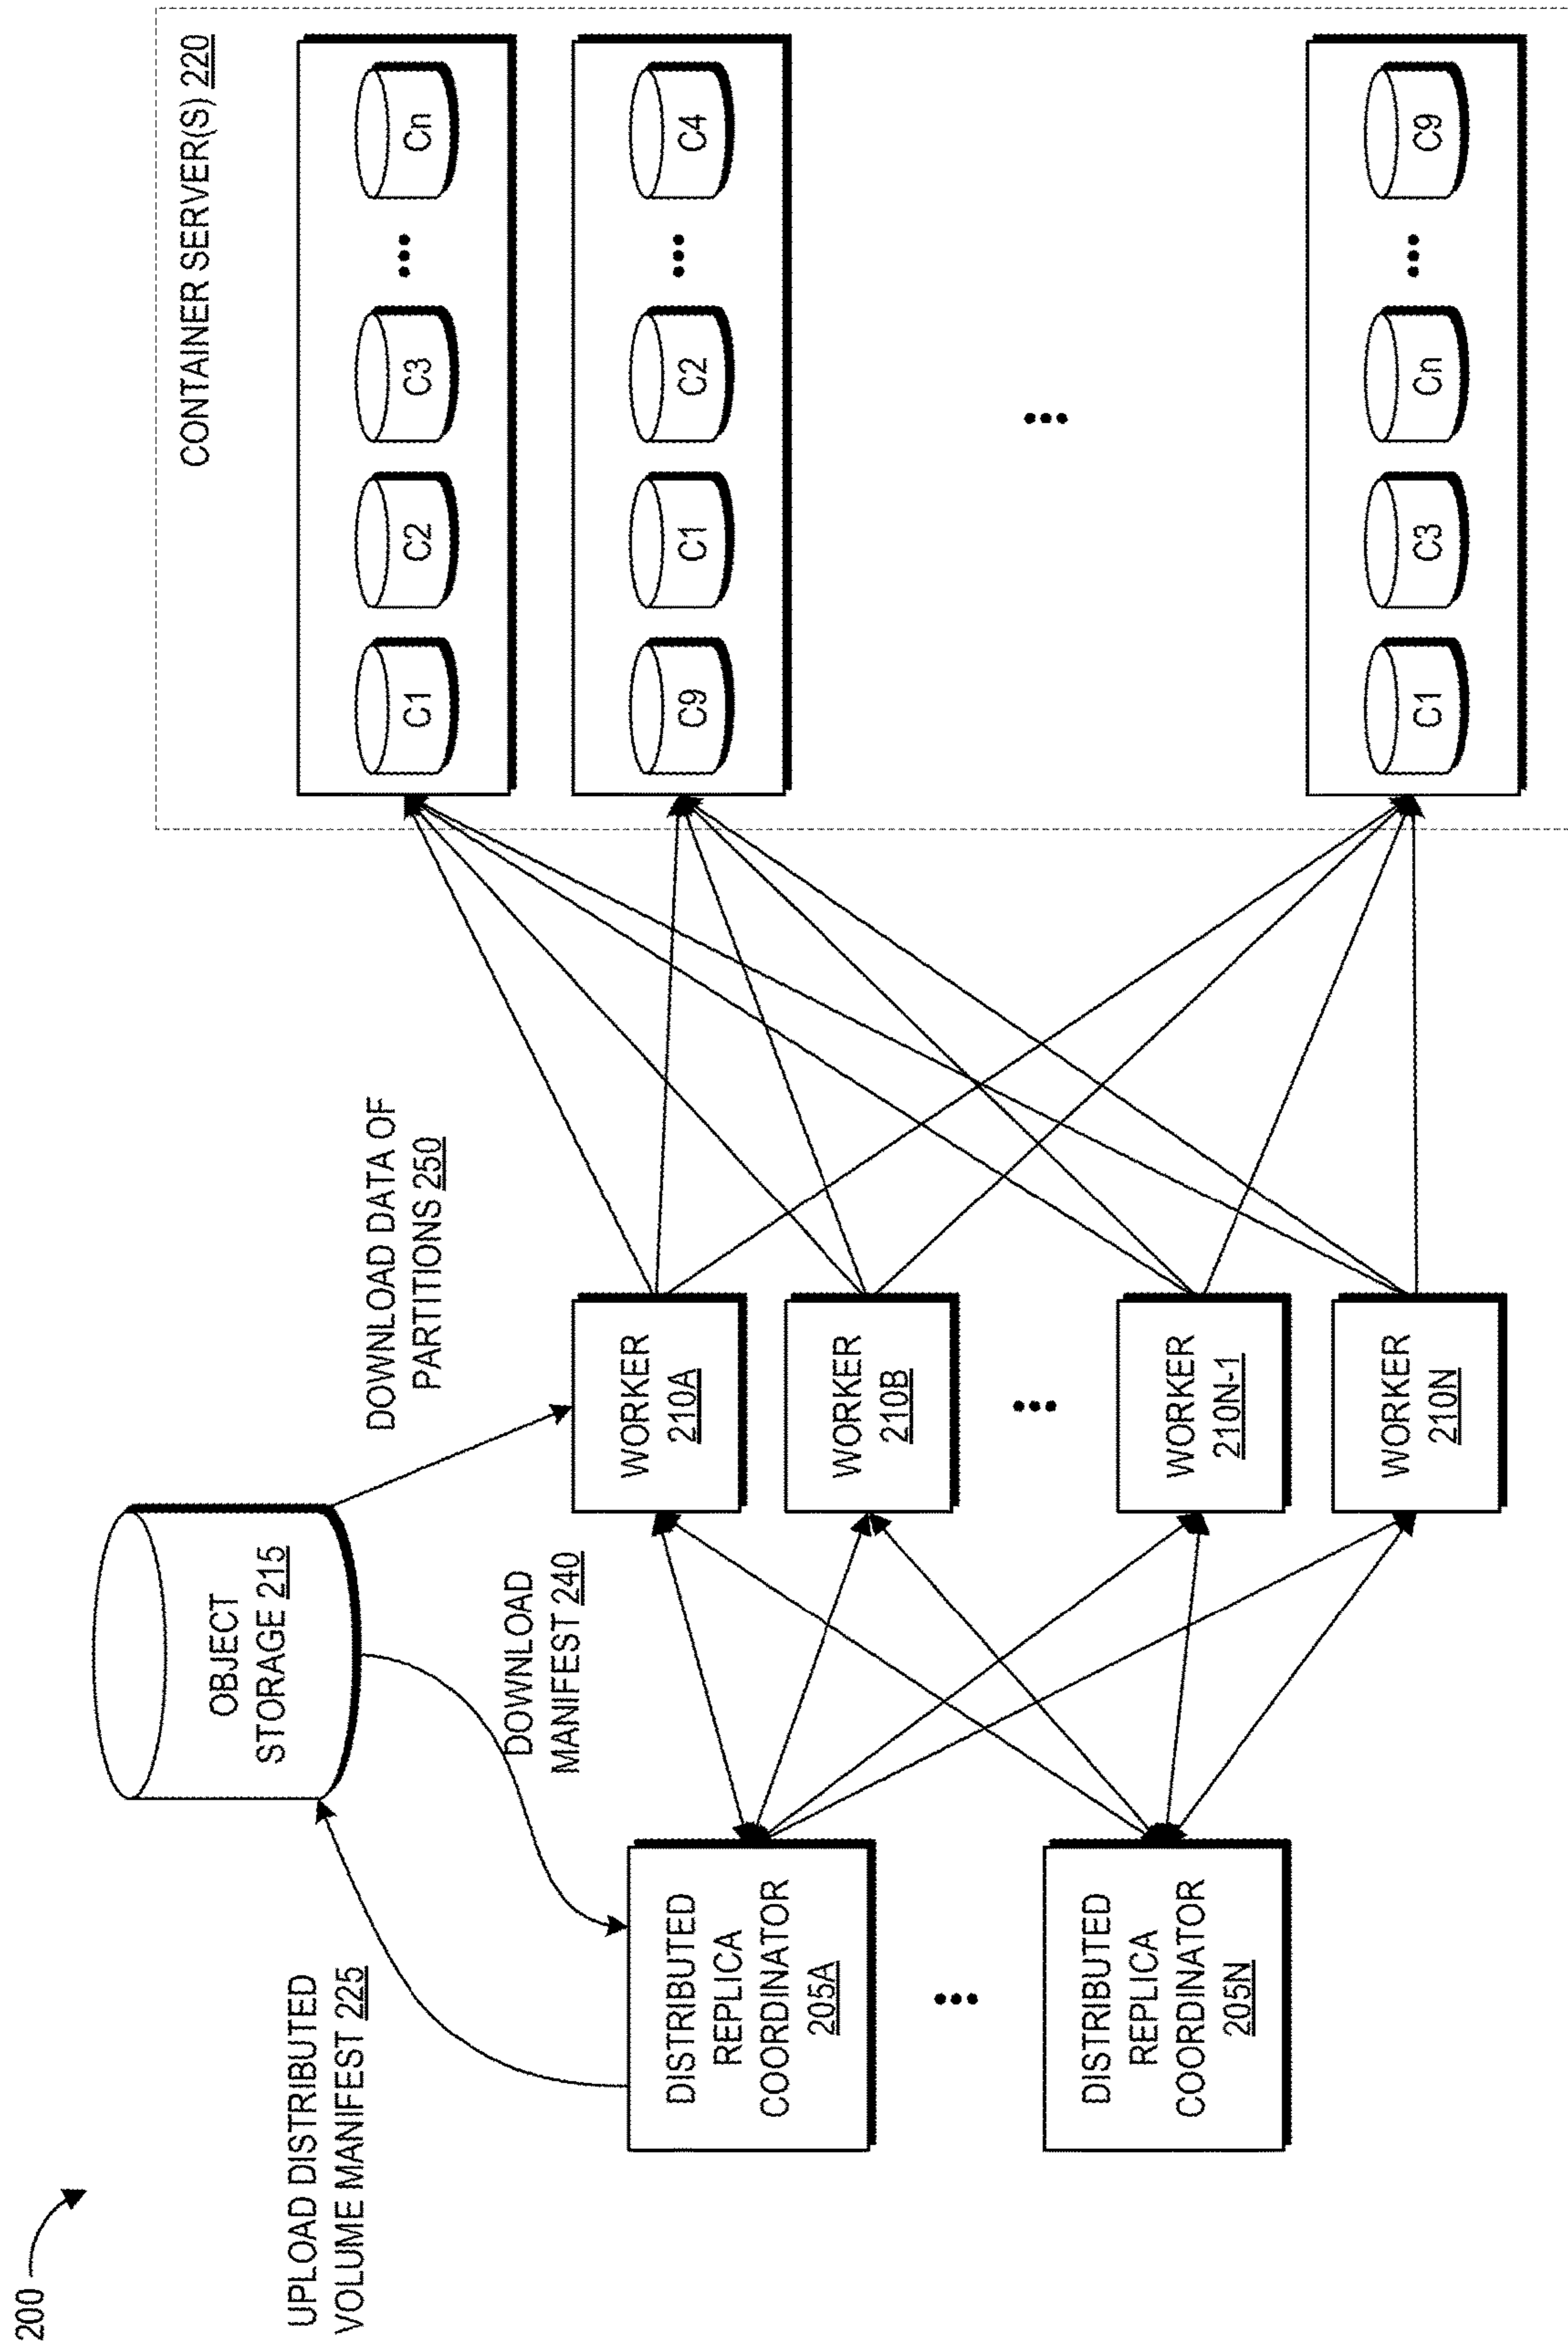 200
UPLOAD DISTRIBUTED
VOLUME MANIFEST 225
OBJECT
STORAGE 215
DOWNLOAD
MANIFEST 240
DOWNLOAD DATA OF
PARTITIONS 250
DISTRIBUTED
REPLICA
COORDINATOR
205A
DISTRIBUTED
REPLICA
COORDINATOR
205N
WORKER
210A
WORKER
210B
WORKER
210N-1
WORKER
210N
CONTAINER SERVER(S) 220
C1
C2
C3
Cn
C9
C1
C2
C4
C1
C3
Cn
C9